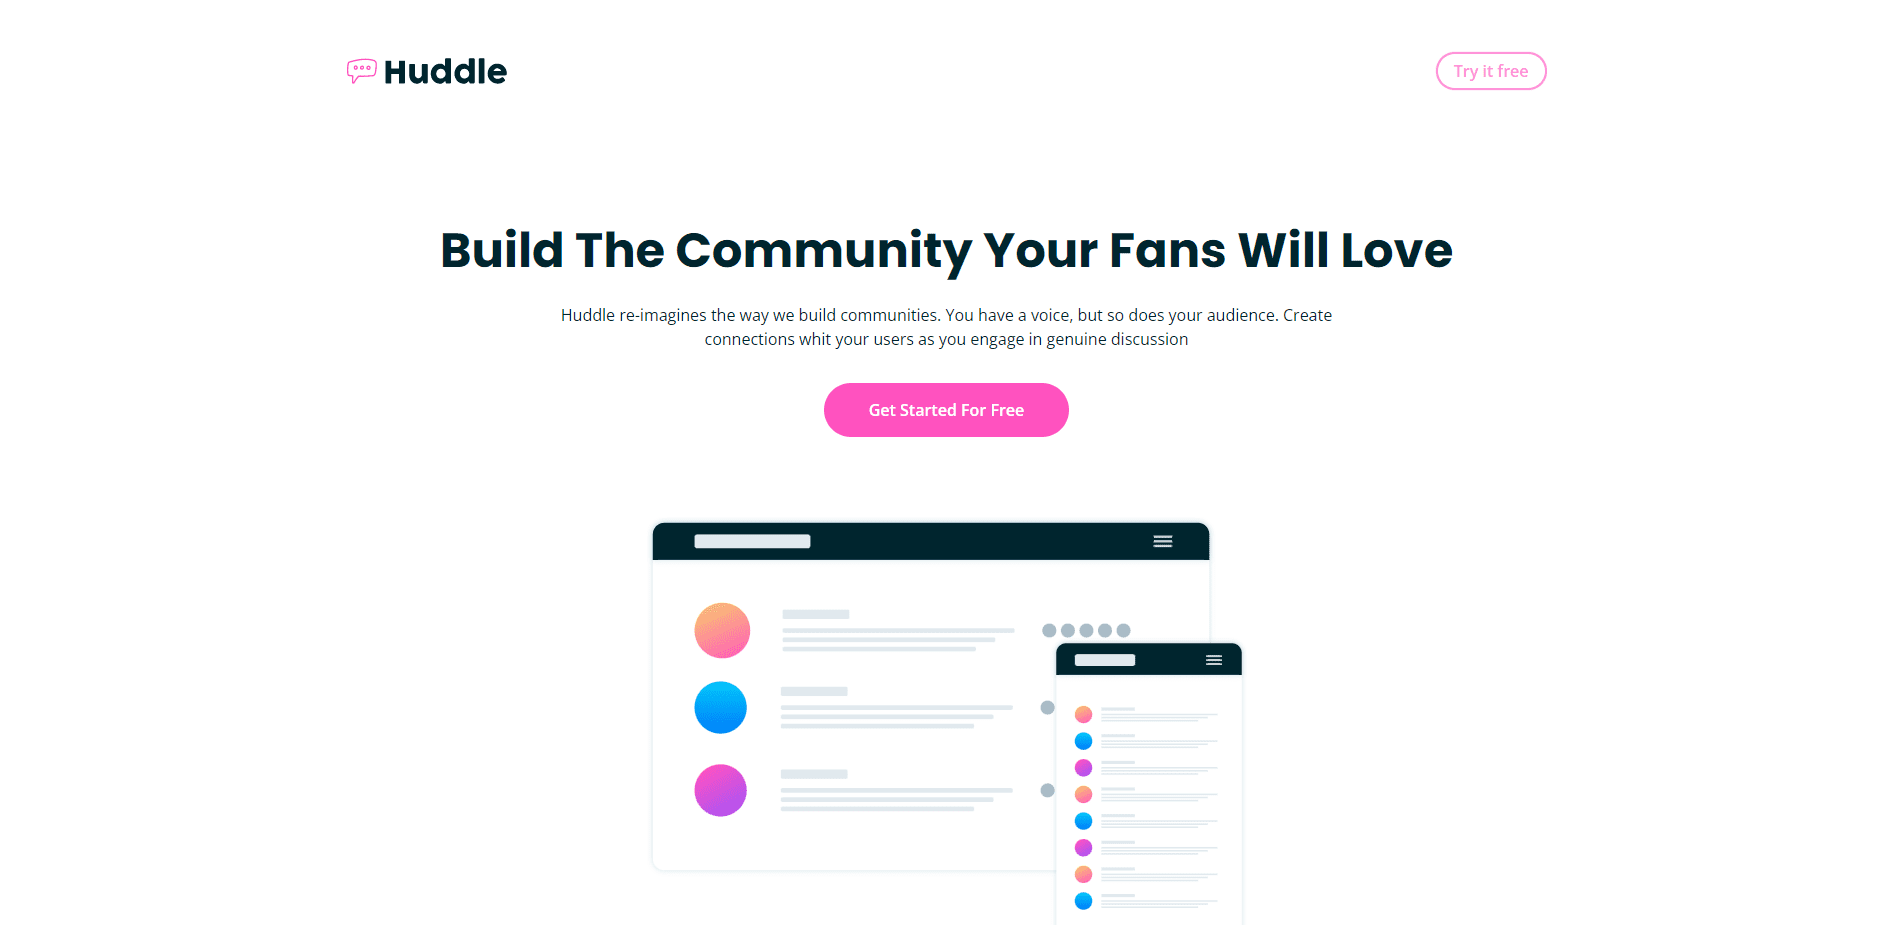 Huddle
Try it free
Build The Community Your Fans Will Love
Huddle re-imagines the way we build communities. You have a voice, but so does your audience. Create
connections whit your users as you engage in genuine discussion
Get Started For Free